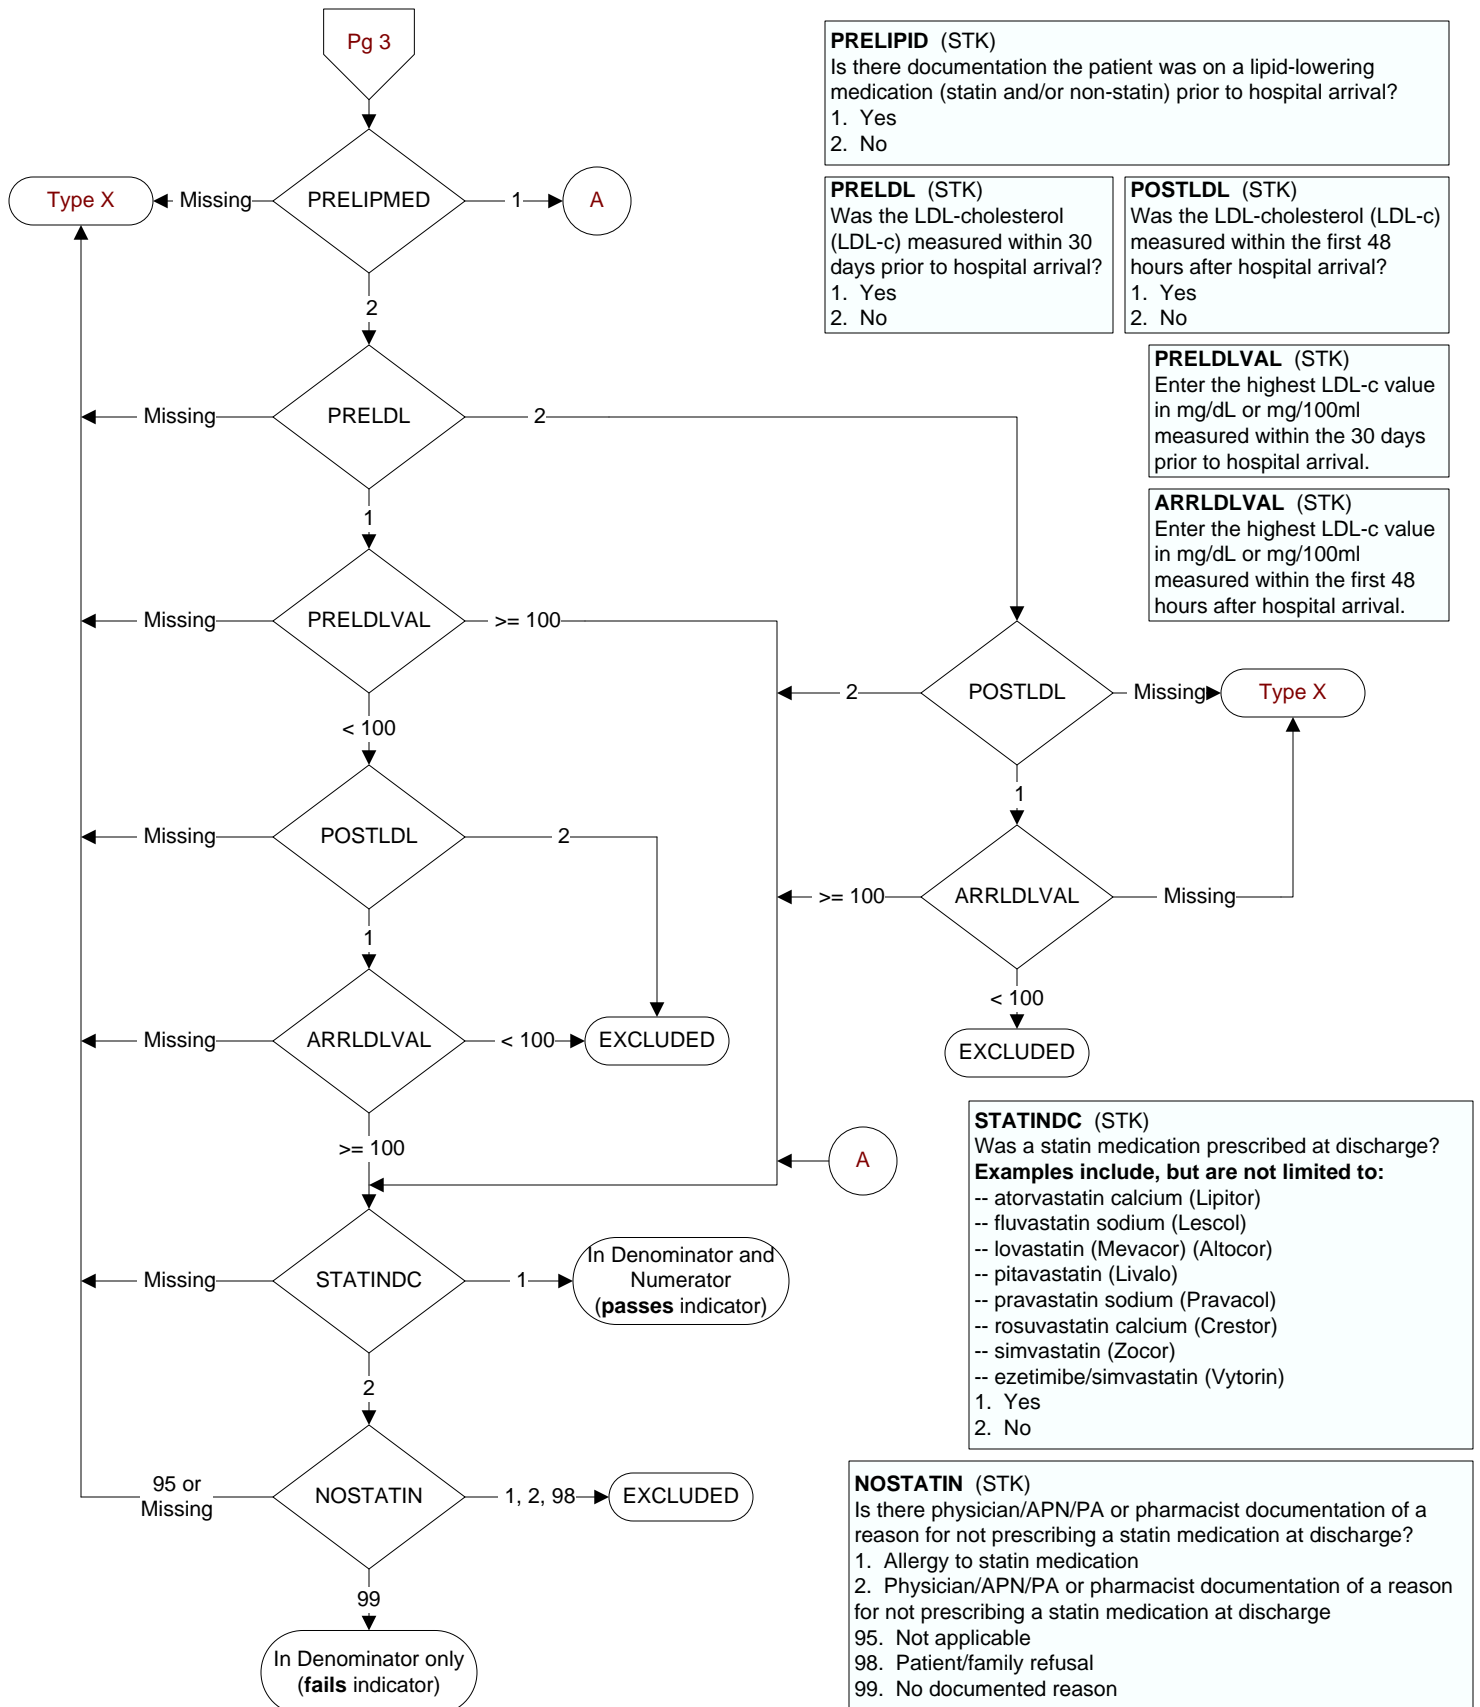 Pg 3
PRELIPID (STK)
Is there documentation the patient was on a lipid-lowering
medication (statin and/or non-statin) prior to hospital arrival?
1. Yes
2. No
Type X
Missing
PRELIPMED
1
A
2
PRELDL (STK)
Was the LDL-cholesterol
(LDL-c) measured within 30
days prior to hospital arrival?
1. Yes
2. No
POSTLDL (STK)
Was the LDL-cholesterol (LDL-c)
measured within the first 48
hours after hospital arrival?
1. Yes
2. No
PRELDLVAL (STK)
Enter the highest LDL-c value
in mg/dL or mg/100ml
measured within the 30 days
prior to hospital arrival.
Missing
PRELDL
2
1
ARRLDLVAL (STK)
Enter the highest LDL-c value
in mg/dL or mg/100ml
measured within the first 48
hours after hospital arrival.
Missing
PRELDLVAL
>= 100
< 100
2
POSTLDL
Missing
Type X
1
Missing
POSTLDL
2
1
>= 100
ARRLDLVAL
Missing
< 100
EXCLUDED
Missing
ARRLDLVAL
< 100
EXCLUDED
>= 100
A
STATINDC (STK)
Was a statin medication prescribed at discharge?
Examples include, but are not limited to:
-- atorvastatin calcium (Lipitor)
-- fluvastatin sodium (Lescol)
-- lovastatin (Mevacor) (Altocor)
-- pitavastatin (Livalo)
-- pravastatin sodium (Pravacol)
-- rosuvastatin calcium (Crestor)
-- simvastatin (Zocor)
-- ezetimibe/simvastatin (Vytorin)
1. Yes
2. No
Missing
STATINDC
1
In Denominator and
Numerator
(passes indicator)
2
95 or
Missing
NOSTATIN
1, 2, 98
EXCLUDED
99
In Denominator only
(fails indicator)
NOSTATIN (STK)
Is there physician/APN/PA or pharmacist documentation of a
reason for not prescribing a statin medication at discharge?
1. Allergy to statin medication
2. Physician/APN/PA or pharmacist documentation of a reason
for not prescribing a statin medication at discharge
95. Not applicable
98. Patient/family refusal
99. No documented reason